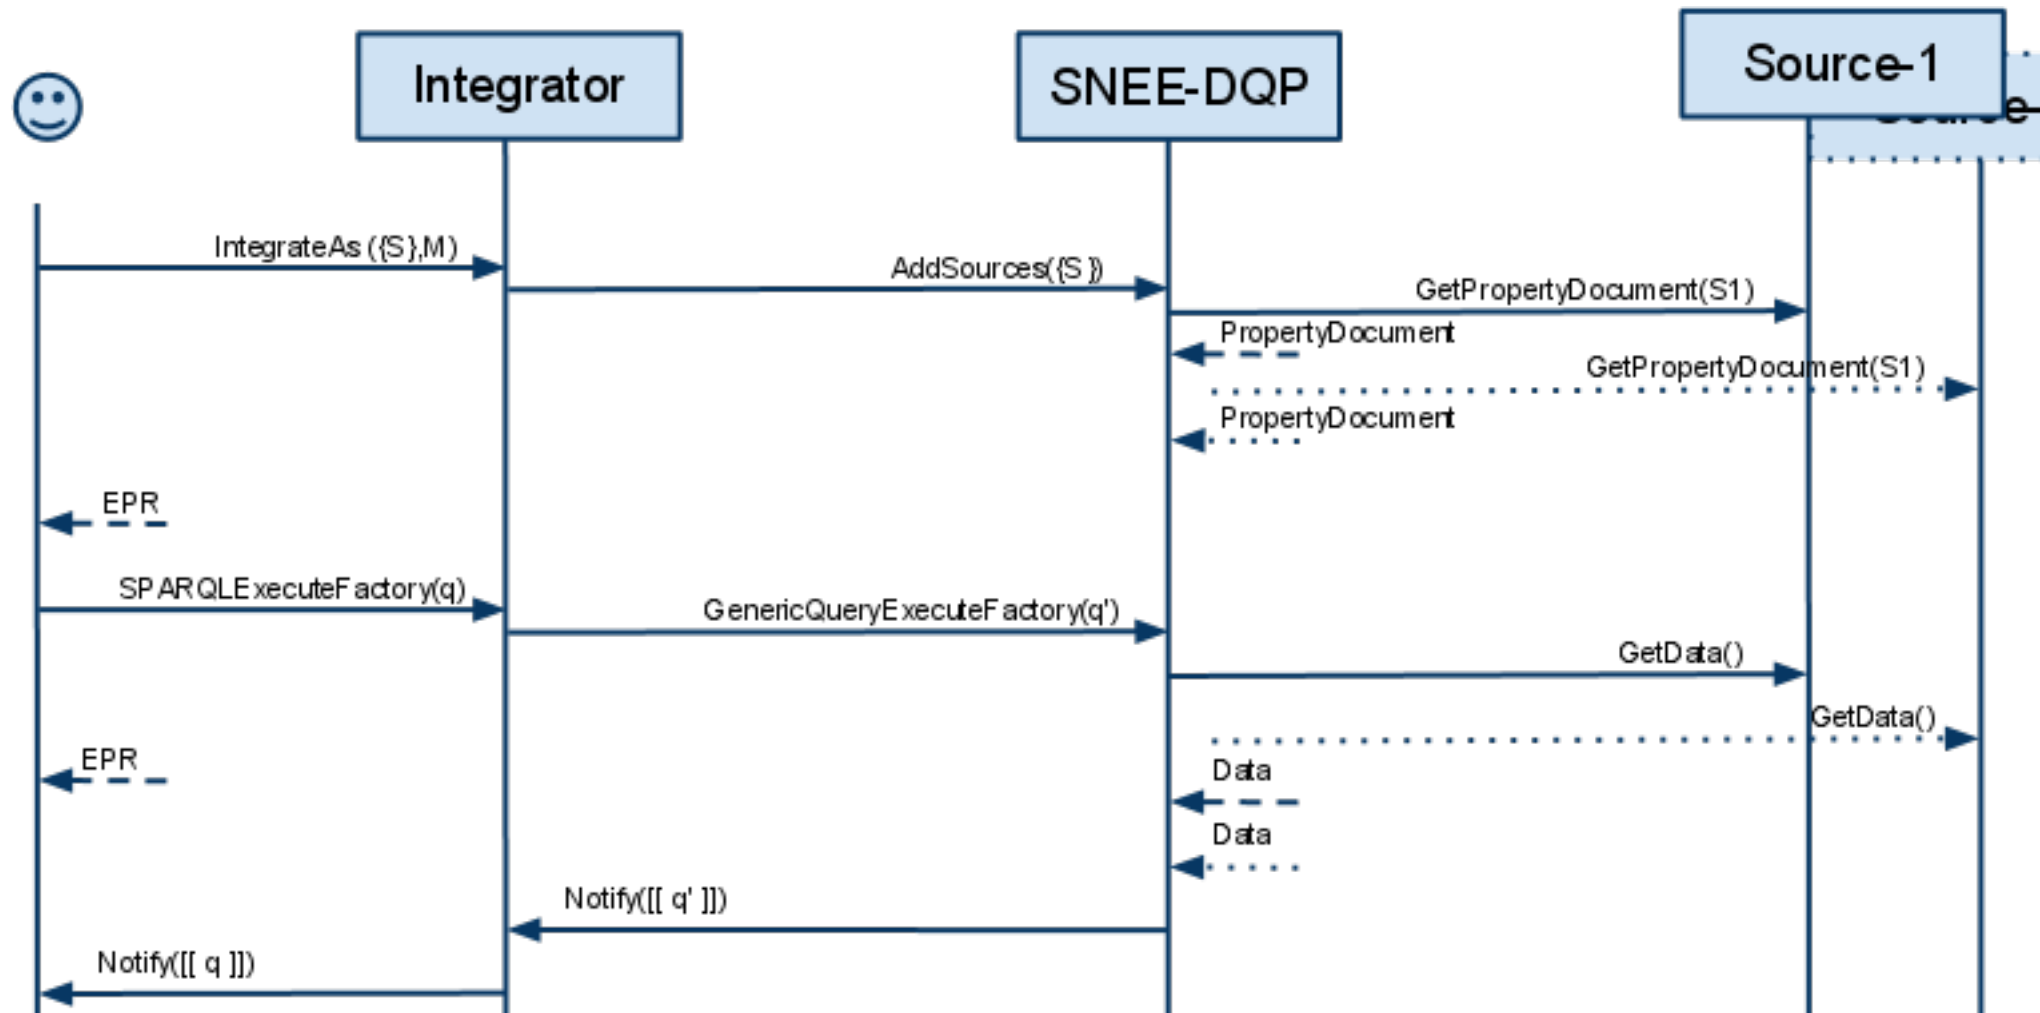 Integrator
SNEE-DQP
Source-1
IntegrateAs ({S},M)
AddSources({S })
GetPropertyDocument(S1)
PropertyDocument
GetPropertyDocument(S1)
PropertyDocument
EPR
SPARQLExecuteFactory(q)
GenericQueryExecuteFactory(q')
GetData()
GetData()
EPR
Data
Data
Notify([[ q' ]])
Notify([[ q ]])